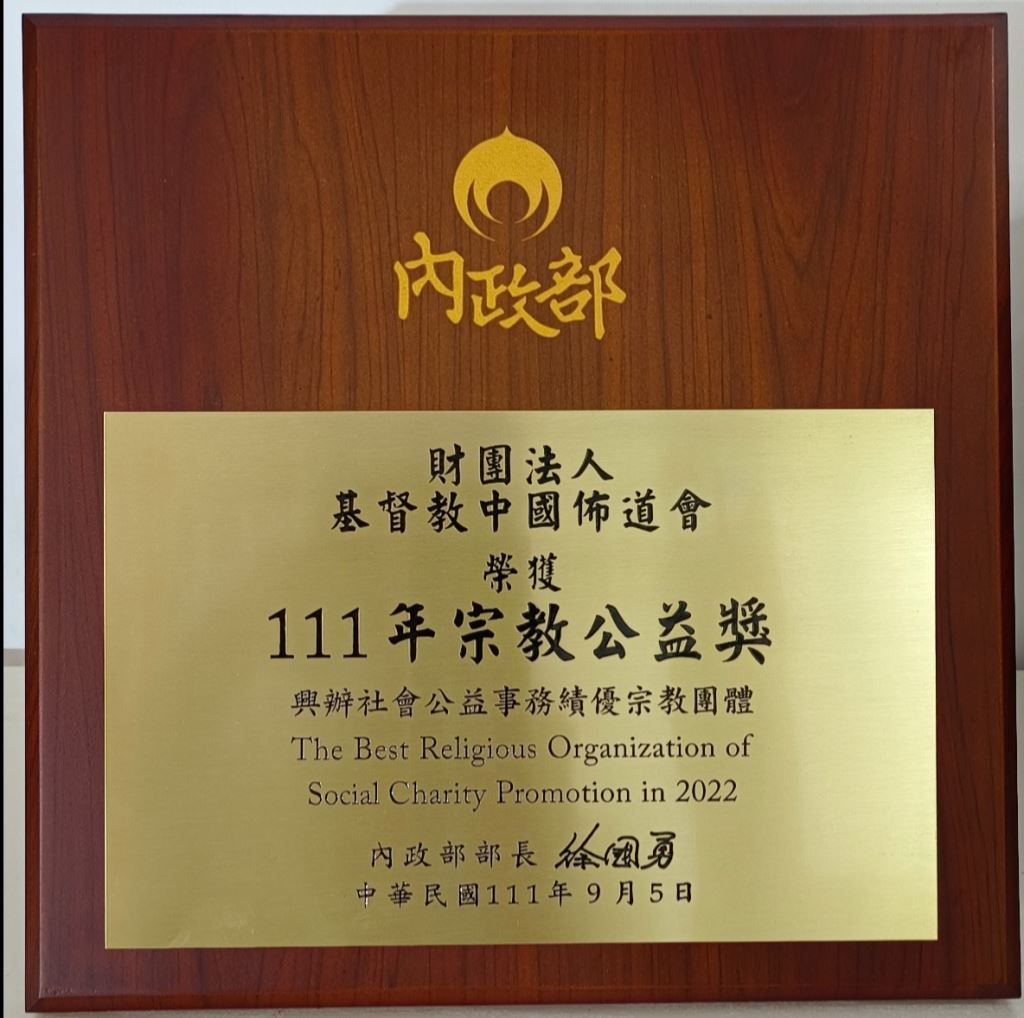 內政部
財團法人
基督教中國佈道會
榮獲
111年宗教公益獎
興辦社會公益事務績優宗教團體
The Best Religious Organization of
Social Charity Promotion in 2022
內政部部長 徐國勇
中華民國111年9月5日